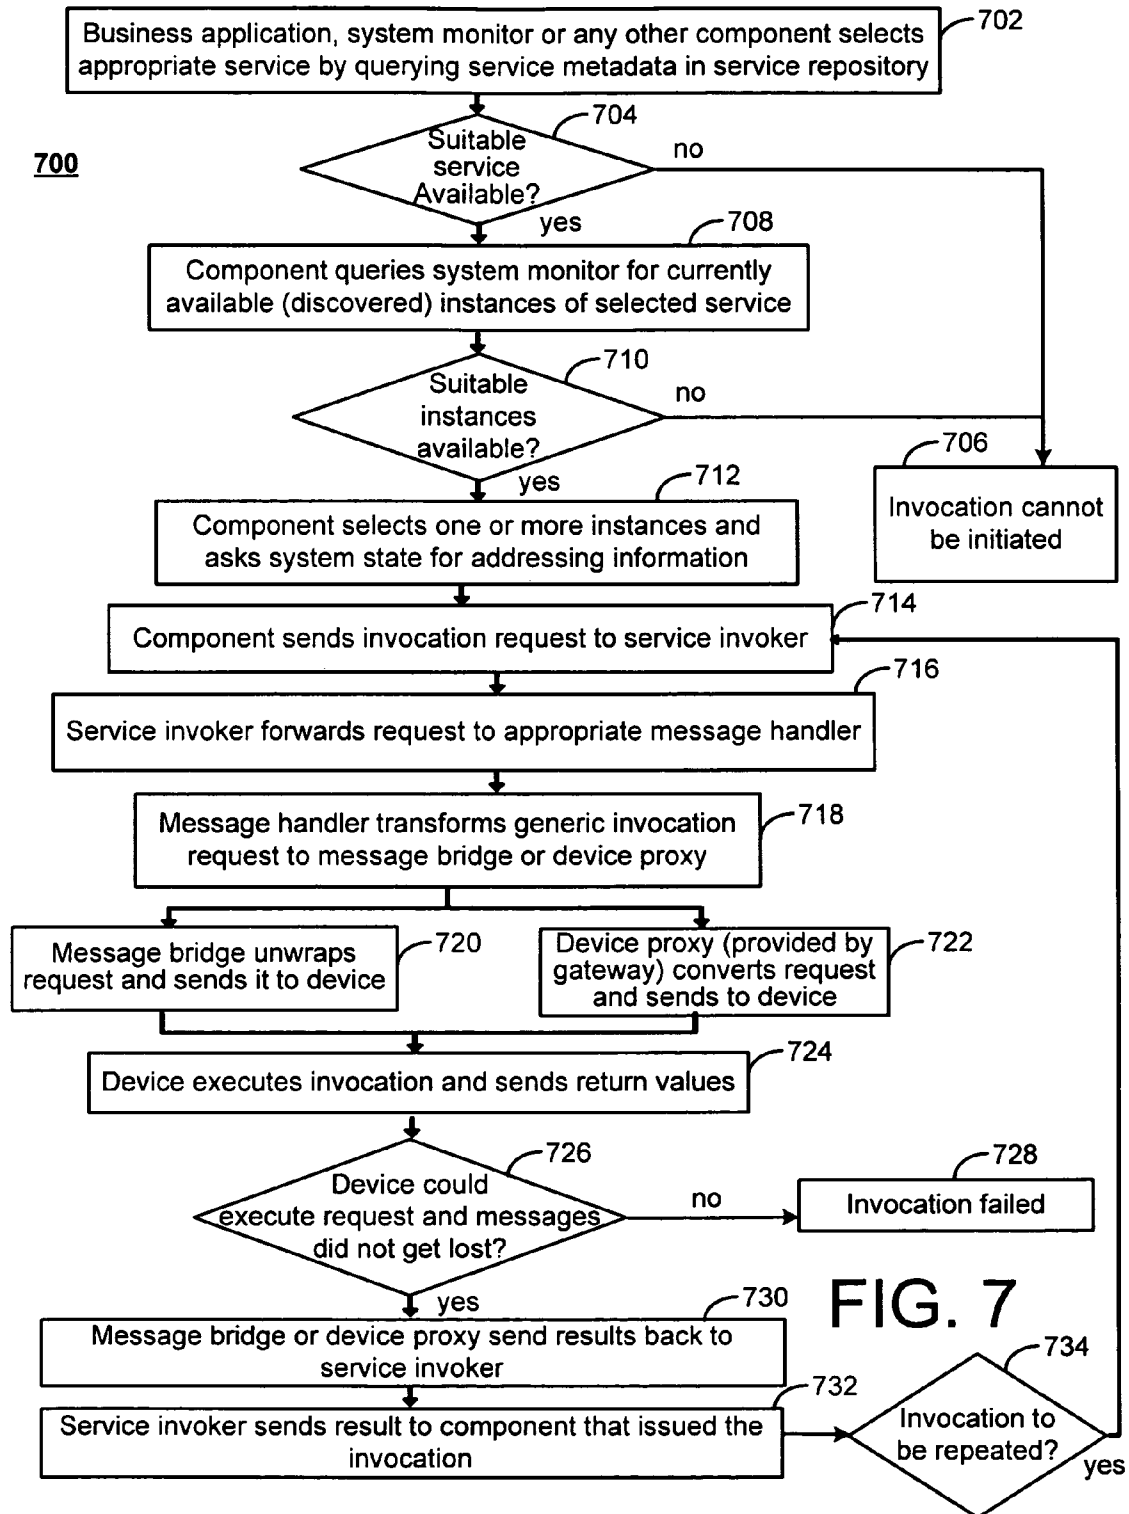 Business application, system monitor or any other component selects
appropriate service by querying service metadata in service repository
702
704
700
Suitable
service
Available?
no
yes
708
Component queries system monitor for currently
available (discovered) instances of selected service
710
Suitable
instances
available?
no
yes
706
Invocation cannot
be initiated
712
Component selects one or more instances and
asks system state for addressing information
714
Component sends invocation request to service invoker
716
Service invoker forwards request to appropriate message handler
718
Message handler transforms generic invocation
request to message bridge or device proxy
720
Message bridge unwraps
request and sends it to device
722
Device proxy (provided by
gateway) converts request
and sends to device
724
Device executes invocation and sends return values
726
Device could
execute request and messages
did not get lost?
no
728
Invocation failed
yes
730
Message bridge or device proxy send results back to
service invoker
FIG. 7
732
Service invoker sends result to component that issued the
invocation
734
Invocation to
be repeated?
yes